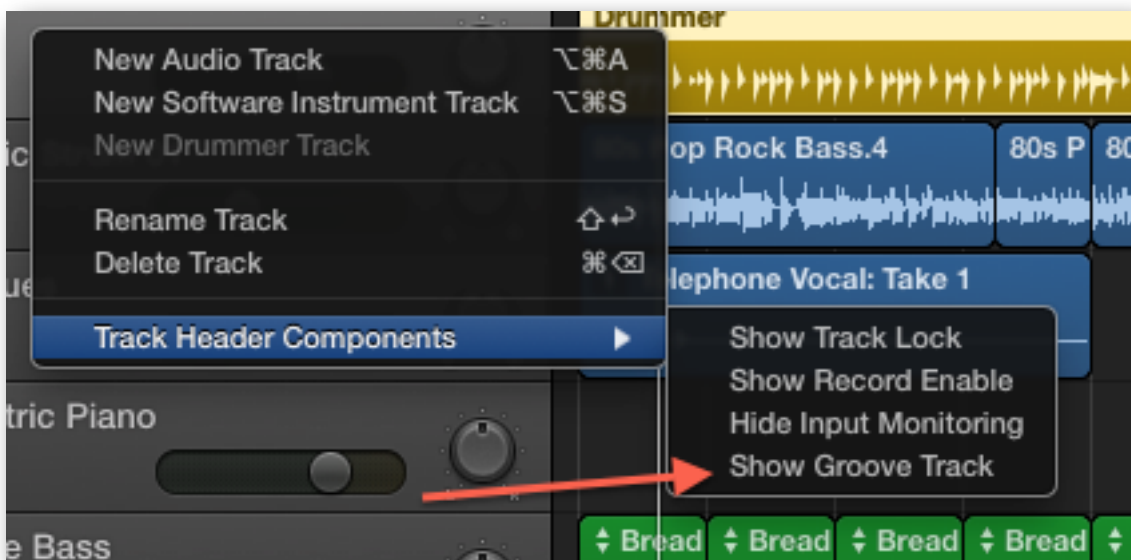 Drummer
New Audio Track ⌥⌘A
New Software Instrument Track ⌥⌘S
New Drummer Track
op Rock Bass.4
80s P
80
Rename Track ⇧↩
Delete Track ⌘⌫
lephone Vocal: Take 1
Track Header Components ▶
Show Track Lock
Show Record Enable
Hide Input Monitoring
Show Groove Track
tric Piano
e Bass
Bread
Bread
Bread
Bread